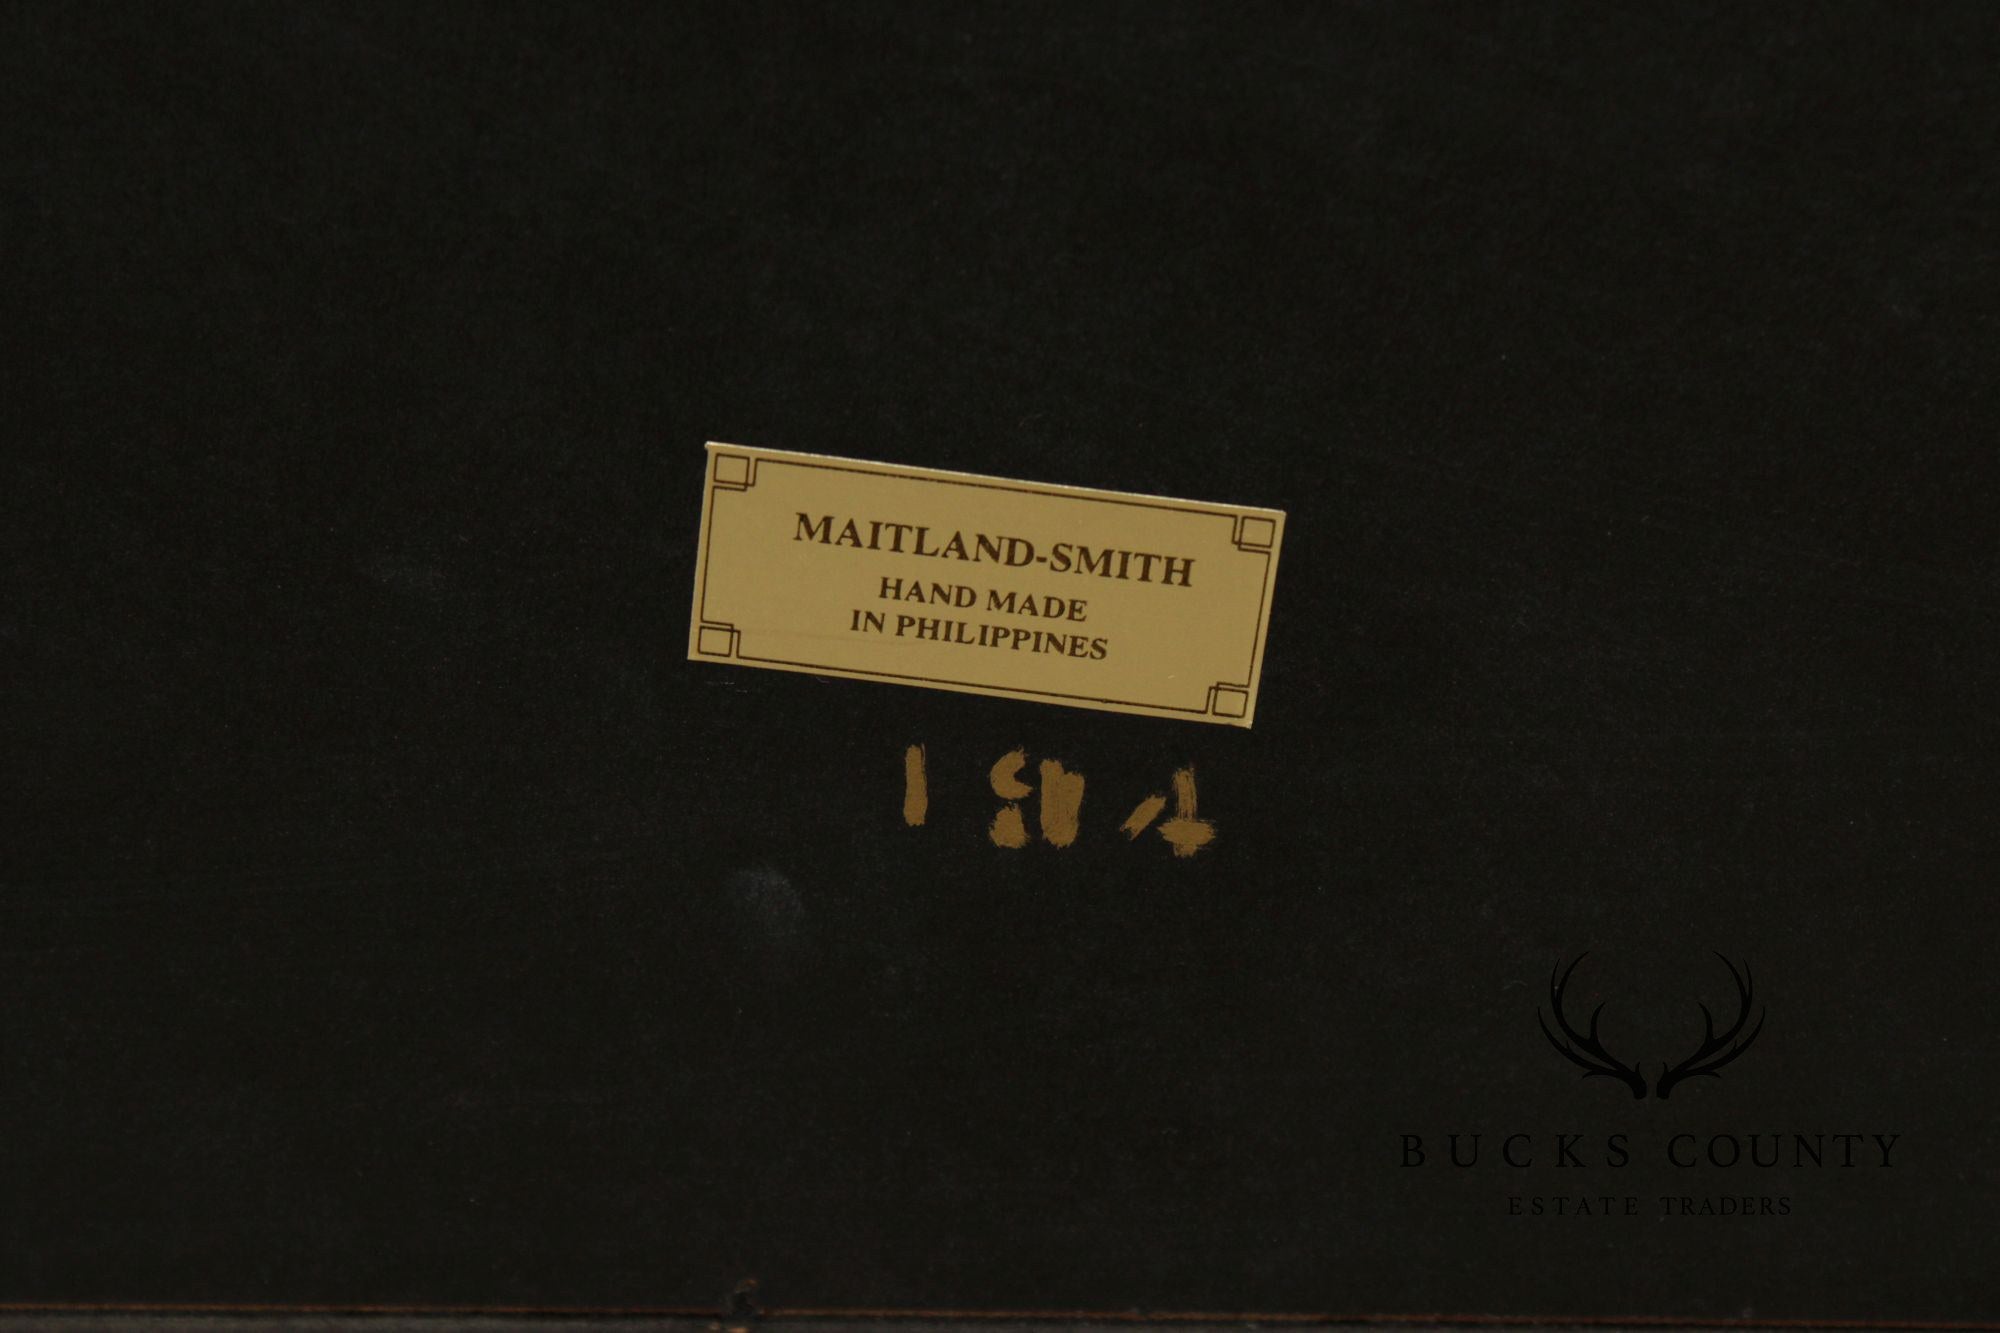 MAITLAND-SMITH
HAND MADE
IN PHILIPPINES
BUCKS COUNTY
ESTATE TRADERS